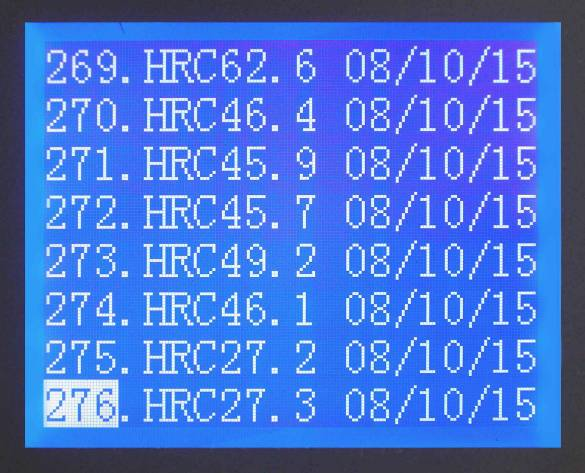 269. HRC62. 6 08/10/15
270. HRC46. 4 08/10/15
271. HRC45. 9 08/10/15
272. HRC45. 7 08/10/15
273. HRC49. 2 08/10/15
274. HRC46. 1 08/10/15
275. HRC27. 2 08/10/15
276. HRC27. 3 08/10/15